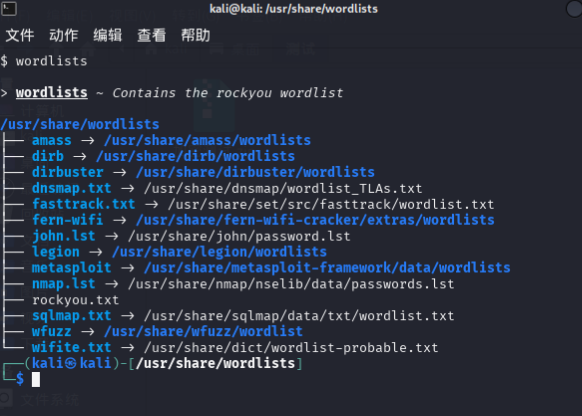 kali@kali: /usr/share/wordlists
文件 动作 编辑 查看 帮助
$ wordlists
> wordlists ~ Contains the rockyou wordlist
/usr/share/wordlists
├── amass → /usr/share/amass/wordlists
├── dirb → /usr/share/dirb/wordlists
├── dirbuster → /usr/share/dirbuster/wordlists
├── dnsmap.txt → /usr/share/dnsmap/wordlist_TLAs.txt
├── fasttrack.txt → /usr/share/set/src/fasttrack/wordlist.txt
├── fern-wifi → /usr/share/fern-wifi-cracker/extras/wordlists
├── john.lst → /usr/share/john/password.lst
├── legion → /usr/share/legion/wordlists
├── metasploit → /usr/share/metasploit-framework/data/wordlists
├── nmap.lst → /usr/share/nmap/nselib/data/passwords.lst
├── rockyou.txt
├── sqlmap.txt → /usr/share/sqlmap/data/txt/wordlist.txt
├── wfuzz → /usr/share/wfuzz/wordlist
└── wifite.txt → /usr/share/dict/wordlist-probable.txt
┌──(kali㉿kali)-[/usr/share/wordlists]
└─$
文件系统